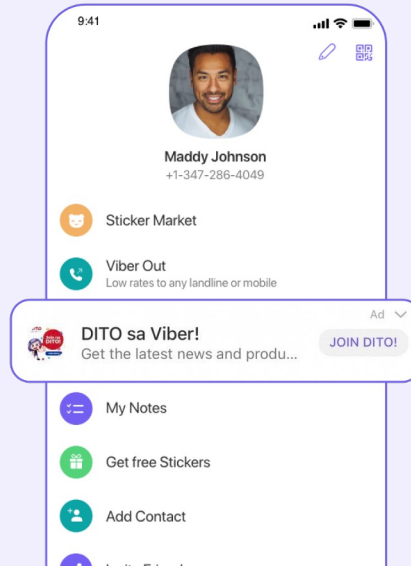 9:41
Maddy Johnson
+1-347-286-4049
Sticker Market
Viber Out
Low rates to any landline or mobile
Ad
DITO sa Viber!
Get the latest news and produ...
JOIN DITO!
My Notes
Get free Stickers
Add Contact